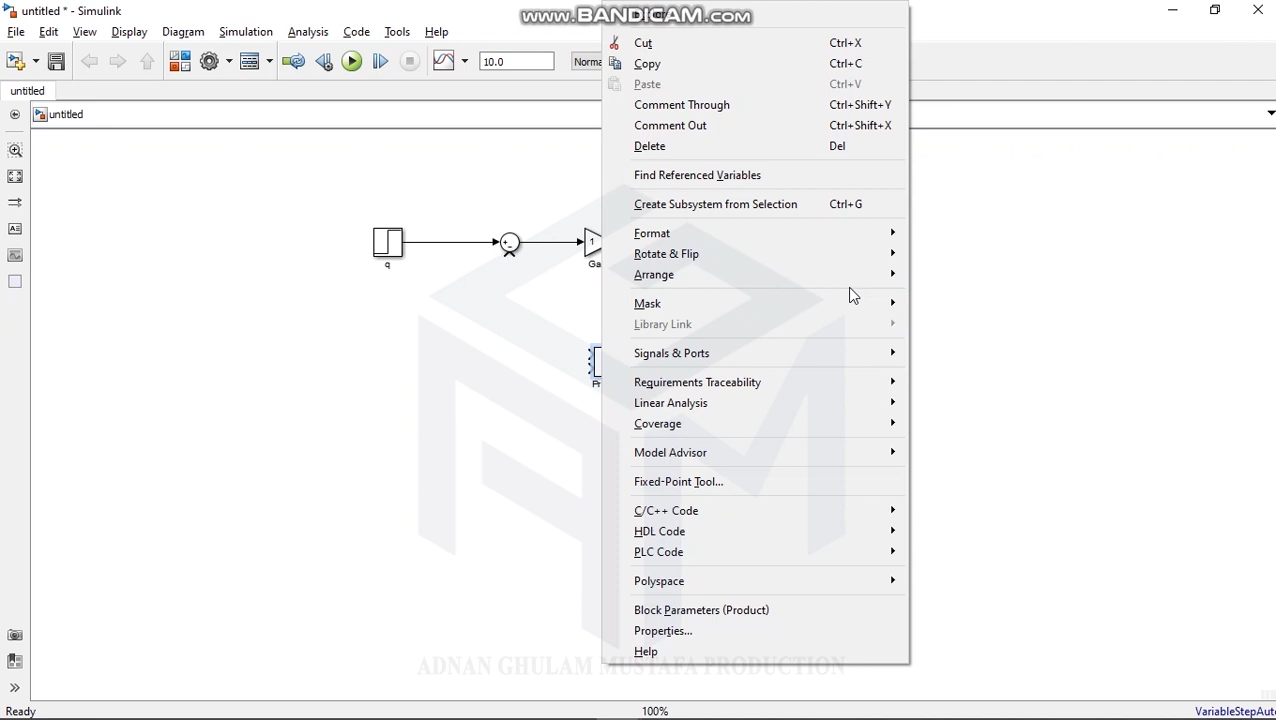 untitled * - Simulink
www.BANDICAM.com
File Edit View Display Diagram Simulation Analysis Code Tools Help
10.0
Norma
untitled
untitled
q
1
Ga
Pr
Cut Ctrl+X
Copy Ctrl+C
Paste Ctrl+V
Comment Through Ctrl+Shift+Y
Comment Out Ctrl+Shift+X
Delete Del
Find Referenced Variables
Create Subsystem from Selection Ctrl+G
Format
Rotate & Flip
Arrange
Mask
Library Link
Signals & Ports
Requirements Traceability
Linear Analysis
Coverage
Model Advisor
Fixed-Point Tool...
C/C++ Code
HDL Code
PLC Code
Polyspace
Block Parameters (Product)
Properties...
Help
ADNAN GHULAM MUSTAFA PRODUCTION
Ready
100%
VariableStepAuto